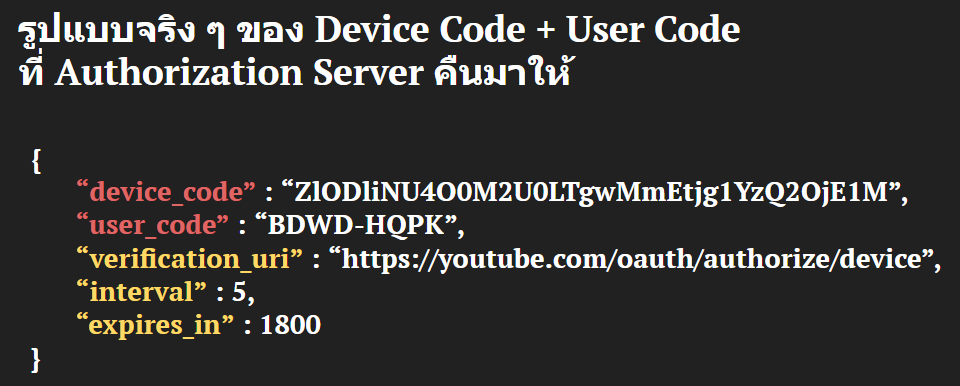 รูปแบบจริง ๆ ของ Device Code + User Code
ที่ Authorization Server คืนมาให้
{
“device_code” : “ZlODliNU4O0M2U0LTgwMmEtjg1YzQ2OjE1M”,
“user_code” : “BDWD-HQPK”,
“verification_uri” : “https://youtube.com/oauth/authorize/device”,
“interval” : 5,
“expires_in” : 1800
}